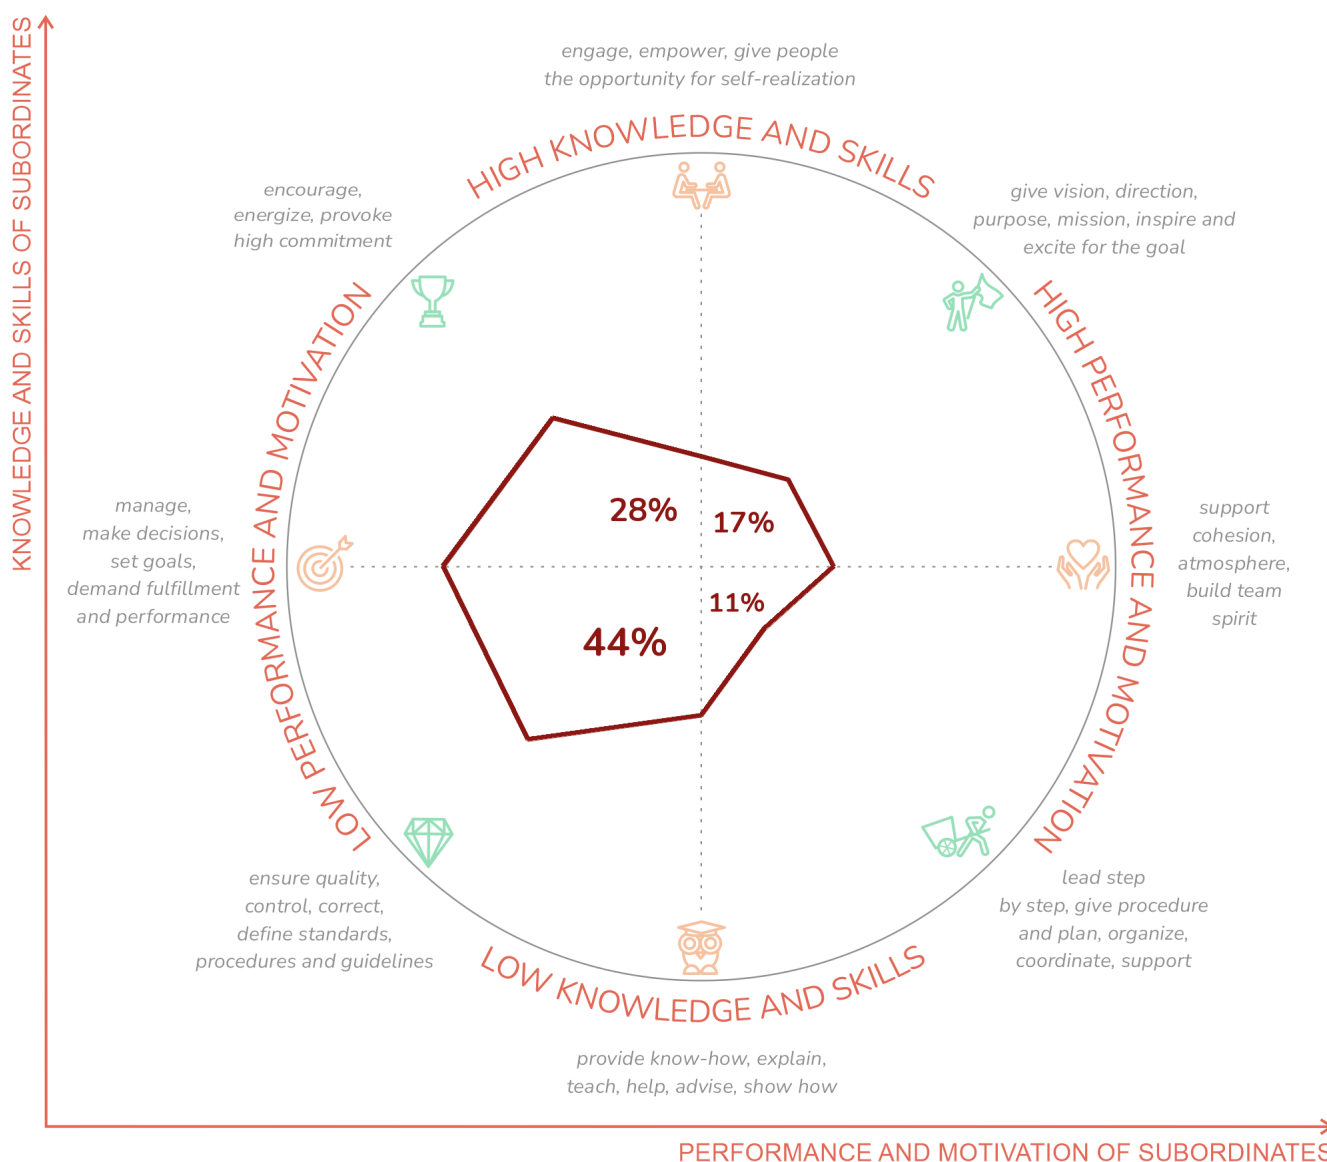 KNOWLEDGE AND SKILLS OF SUBORDINATES
engage, empower, give people
the opportunity for self-realization
HIGH KNOWLEDGE AND SKILLS
encourage,
energize, provoke
high commitment
give vision, direction,
purpose, mission, inspire and
excite for the goal
LOW PERFORMANCE AND MOTIVATION
HIGH PERFORMANCE AND MOTIVATION
manage,
make decisions,
set goals,
demand fulfillment
and performance
28%
17%
11%
44%
support
cohesion,
atmosphere,
build team
spirit
ensure quality,
control, correct,
define standards,
procedures and guidelines
lead step
by step, give procedure
and plan, organize,
coordinate, support
LOW KNOWLEDGE AND SKILLS
provide know-how, explain,
teach, help, advise, show how
PERFORMANCE AND MOTIVATION OF SUBORDINATES